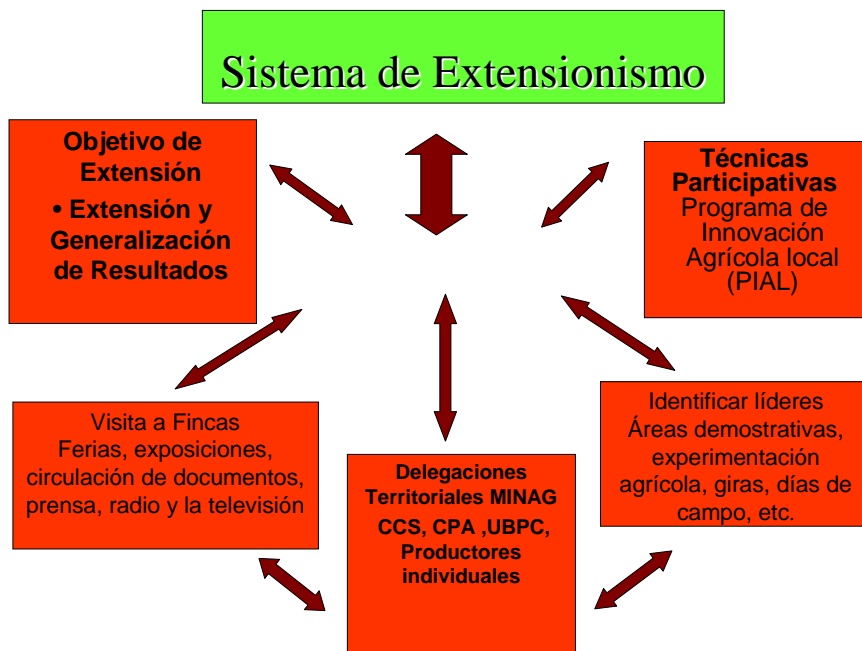 Sistema de Extensionismo
Objetivo de
Extensión
• Extensión y
Generalización
de Resultados
Técnicas
Participativas
Programa de
Innovación
Agrícola local
(PIAL)
Visita a Fincas
Ferias, exposiciones,
circulación de documentos,
prensa, radio y la televisión
Delegaciones
Territoriales MINAG
CCS, CPA ,UBPC,
Productores
individuales
Identificar líderes
Áreas demostrativas,
experimentación
agrícola, giras, días de
campo, etc.